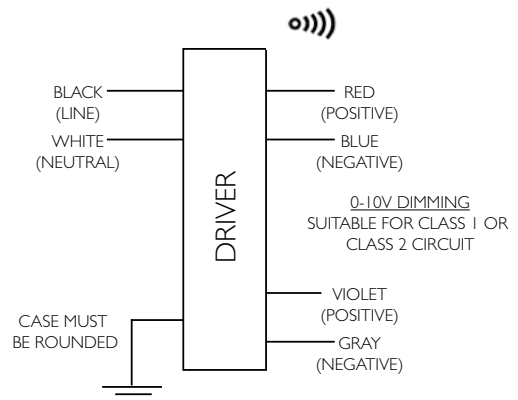 BLACK
(LINE)
WHITE
(NEUTRAL)
CASE MUST
BE ROUNDED
DRIVER
RED
(POSITIVE)
BLUE
(NEGATIVE)
0-10V DIMMING
SUITABLE FOR CLASS 1 OR
CLASS 2 CIRCUIT
VIOLET
(POSITIVE)
GRAY
(NEGATIVE)